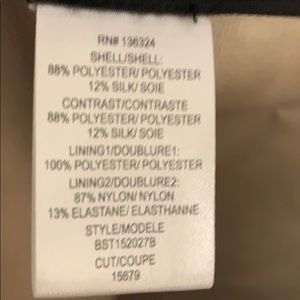 RN# 136324
SHELL/SHELL:
88% POLYESTER/ POLYESTER
12% SILK/ SOIE
CONTRAST/CONTRASTE
88% POLYESTER/ POLYESTER
12% SILK/ SOIE
LINING1/DOUBLURE1:
100% POLYESTER/ POLYESTER
LINING2/DOUBLURE2:
87% NYLON/ NYLON
13% ELASTANE/ ELASTHANNE
STYLE/MODELE
BST152027B
CUT/COUPE
15679